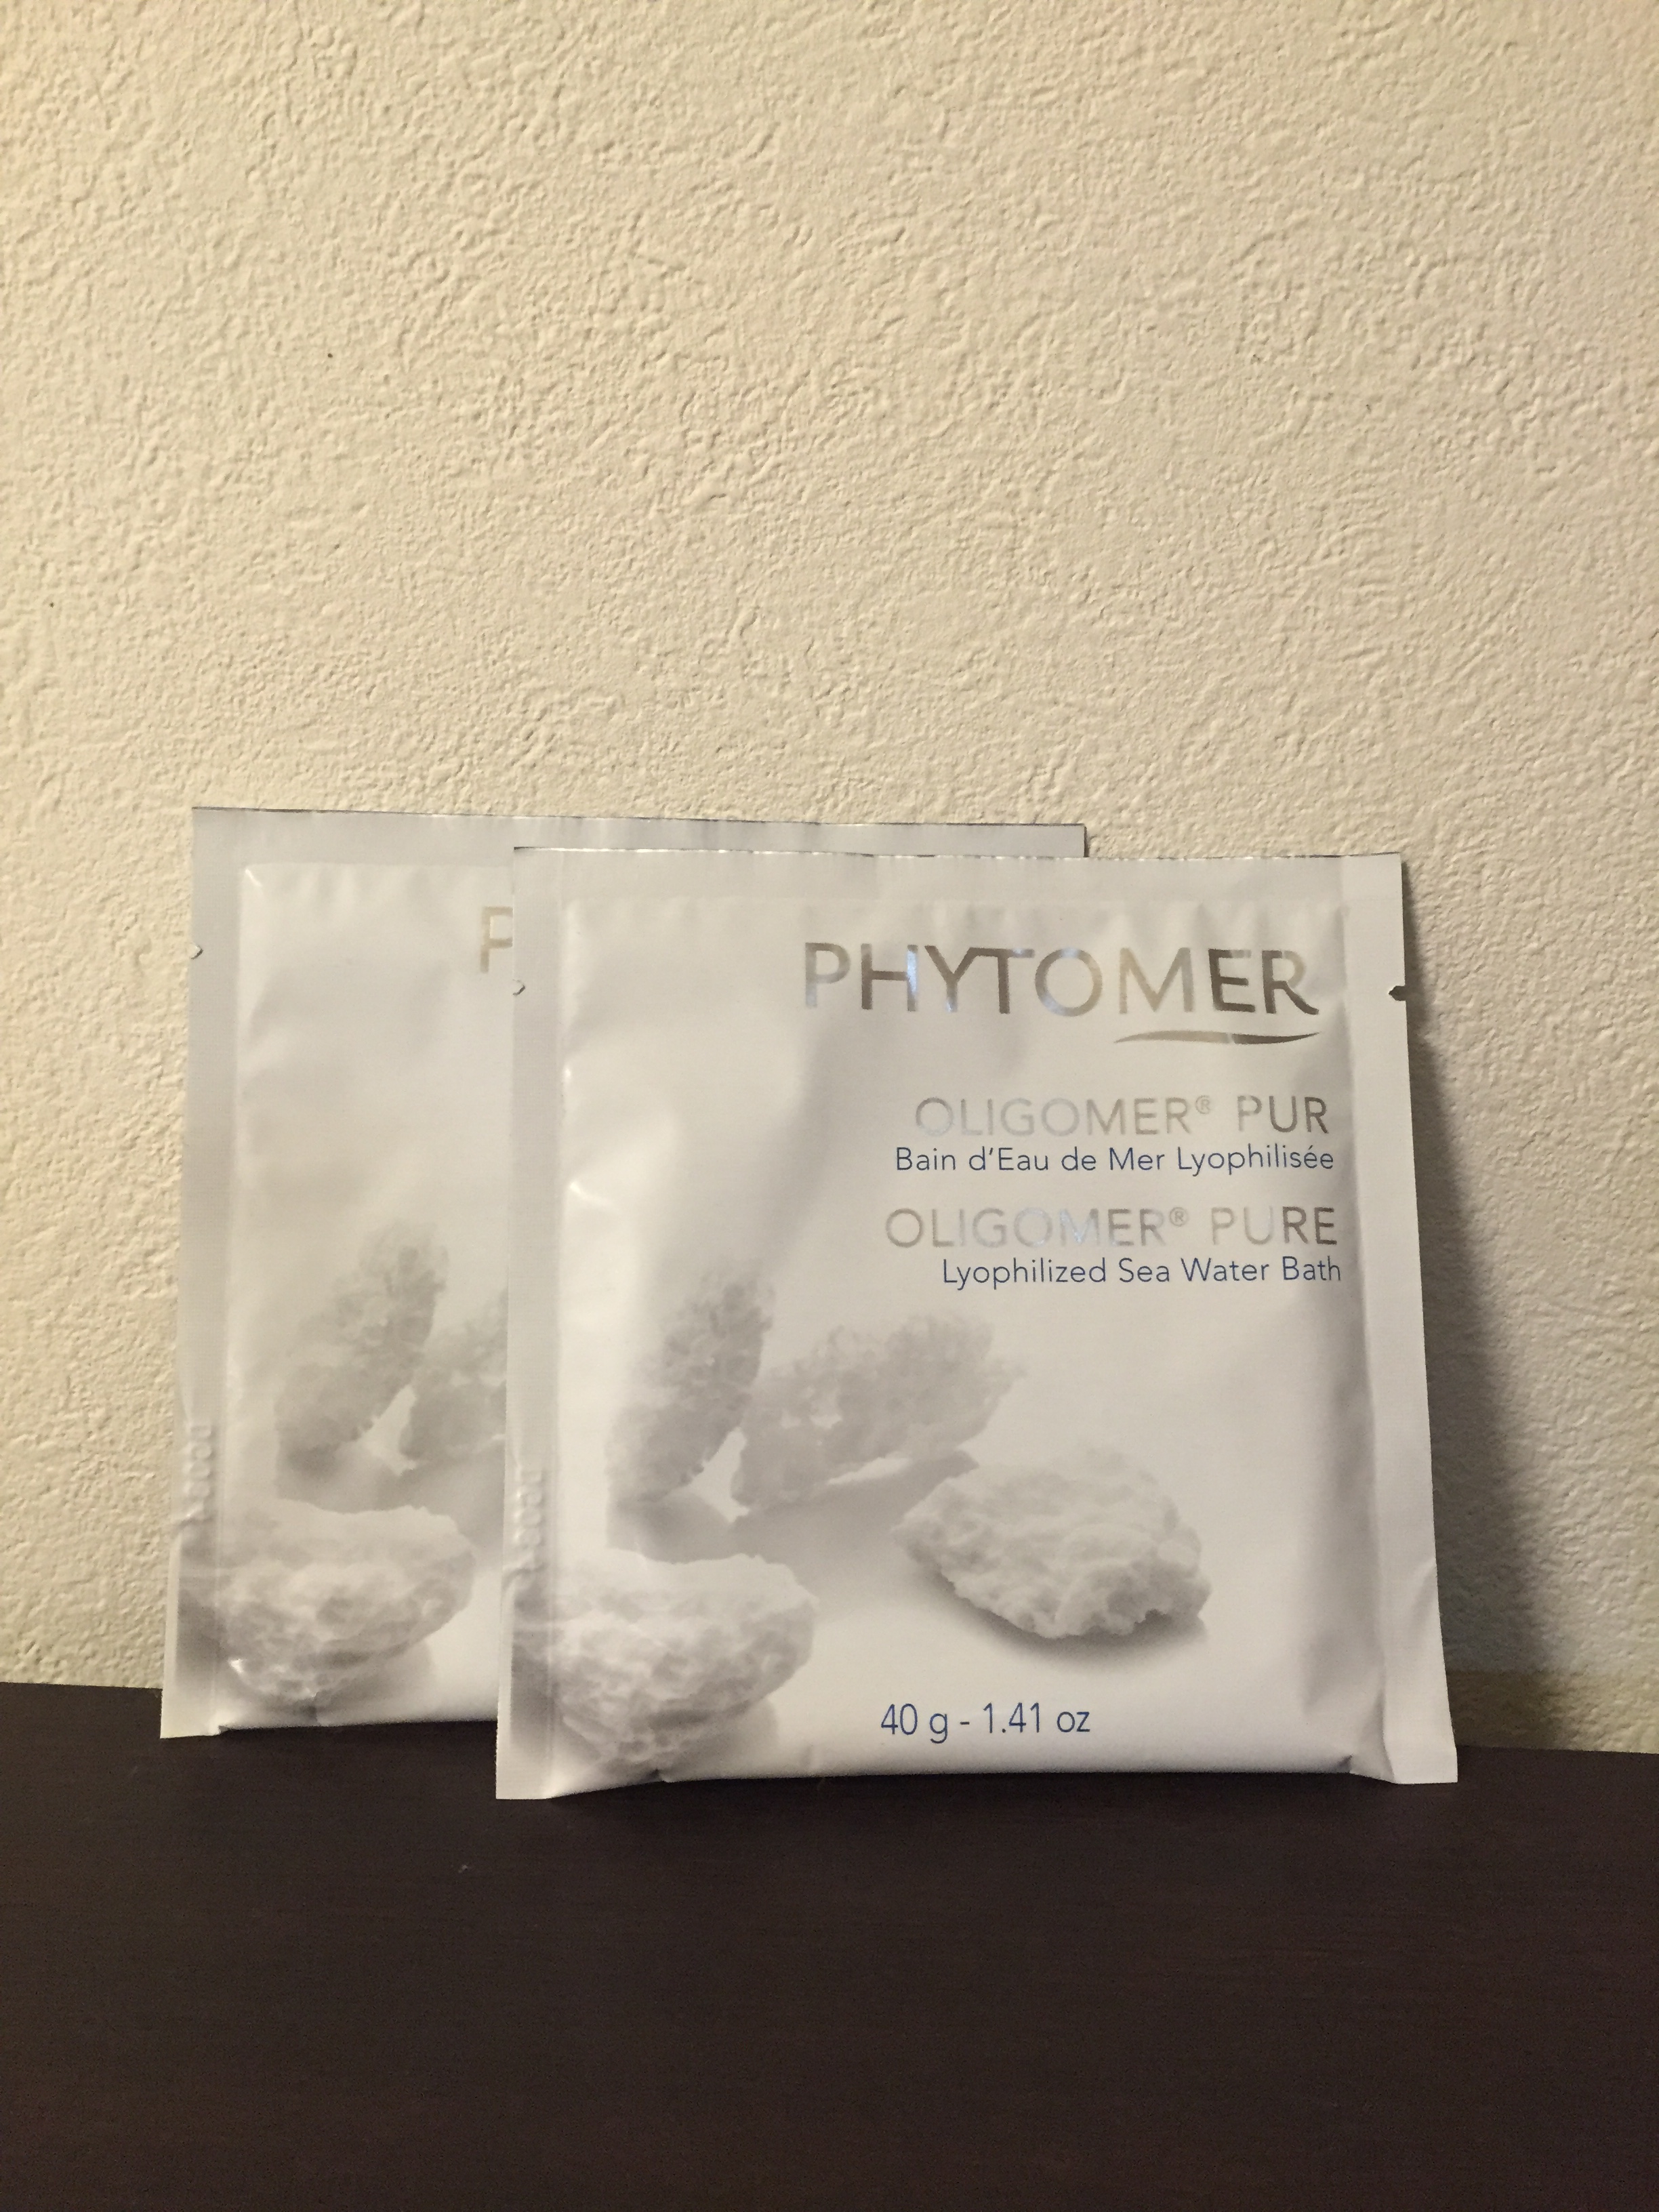 P
PHYTOMER
OLIGOMER® PUR
Bain d'Eau de Mer Lyophilisée
OLIGOMER® PURE
Lyophilized Sea Water Bath
40 g - 1.41 oz